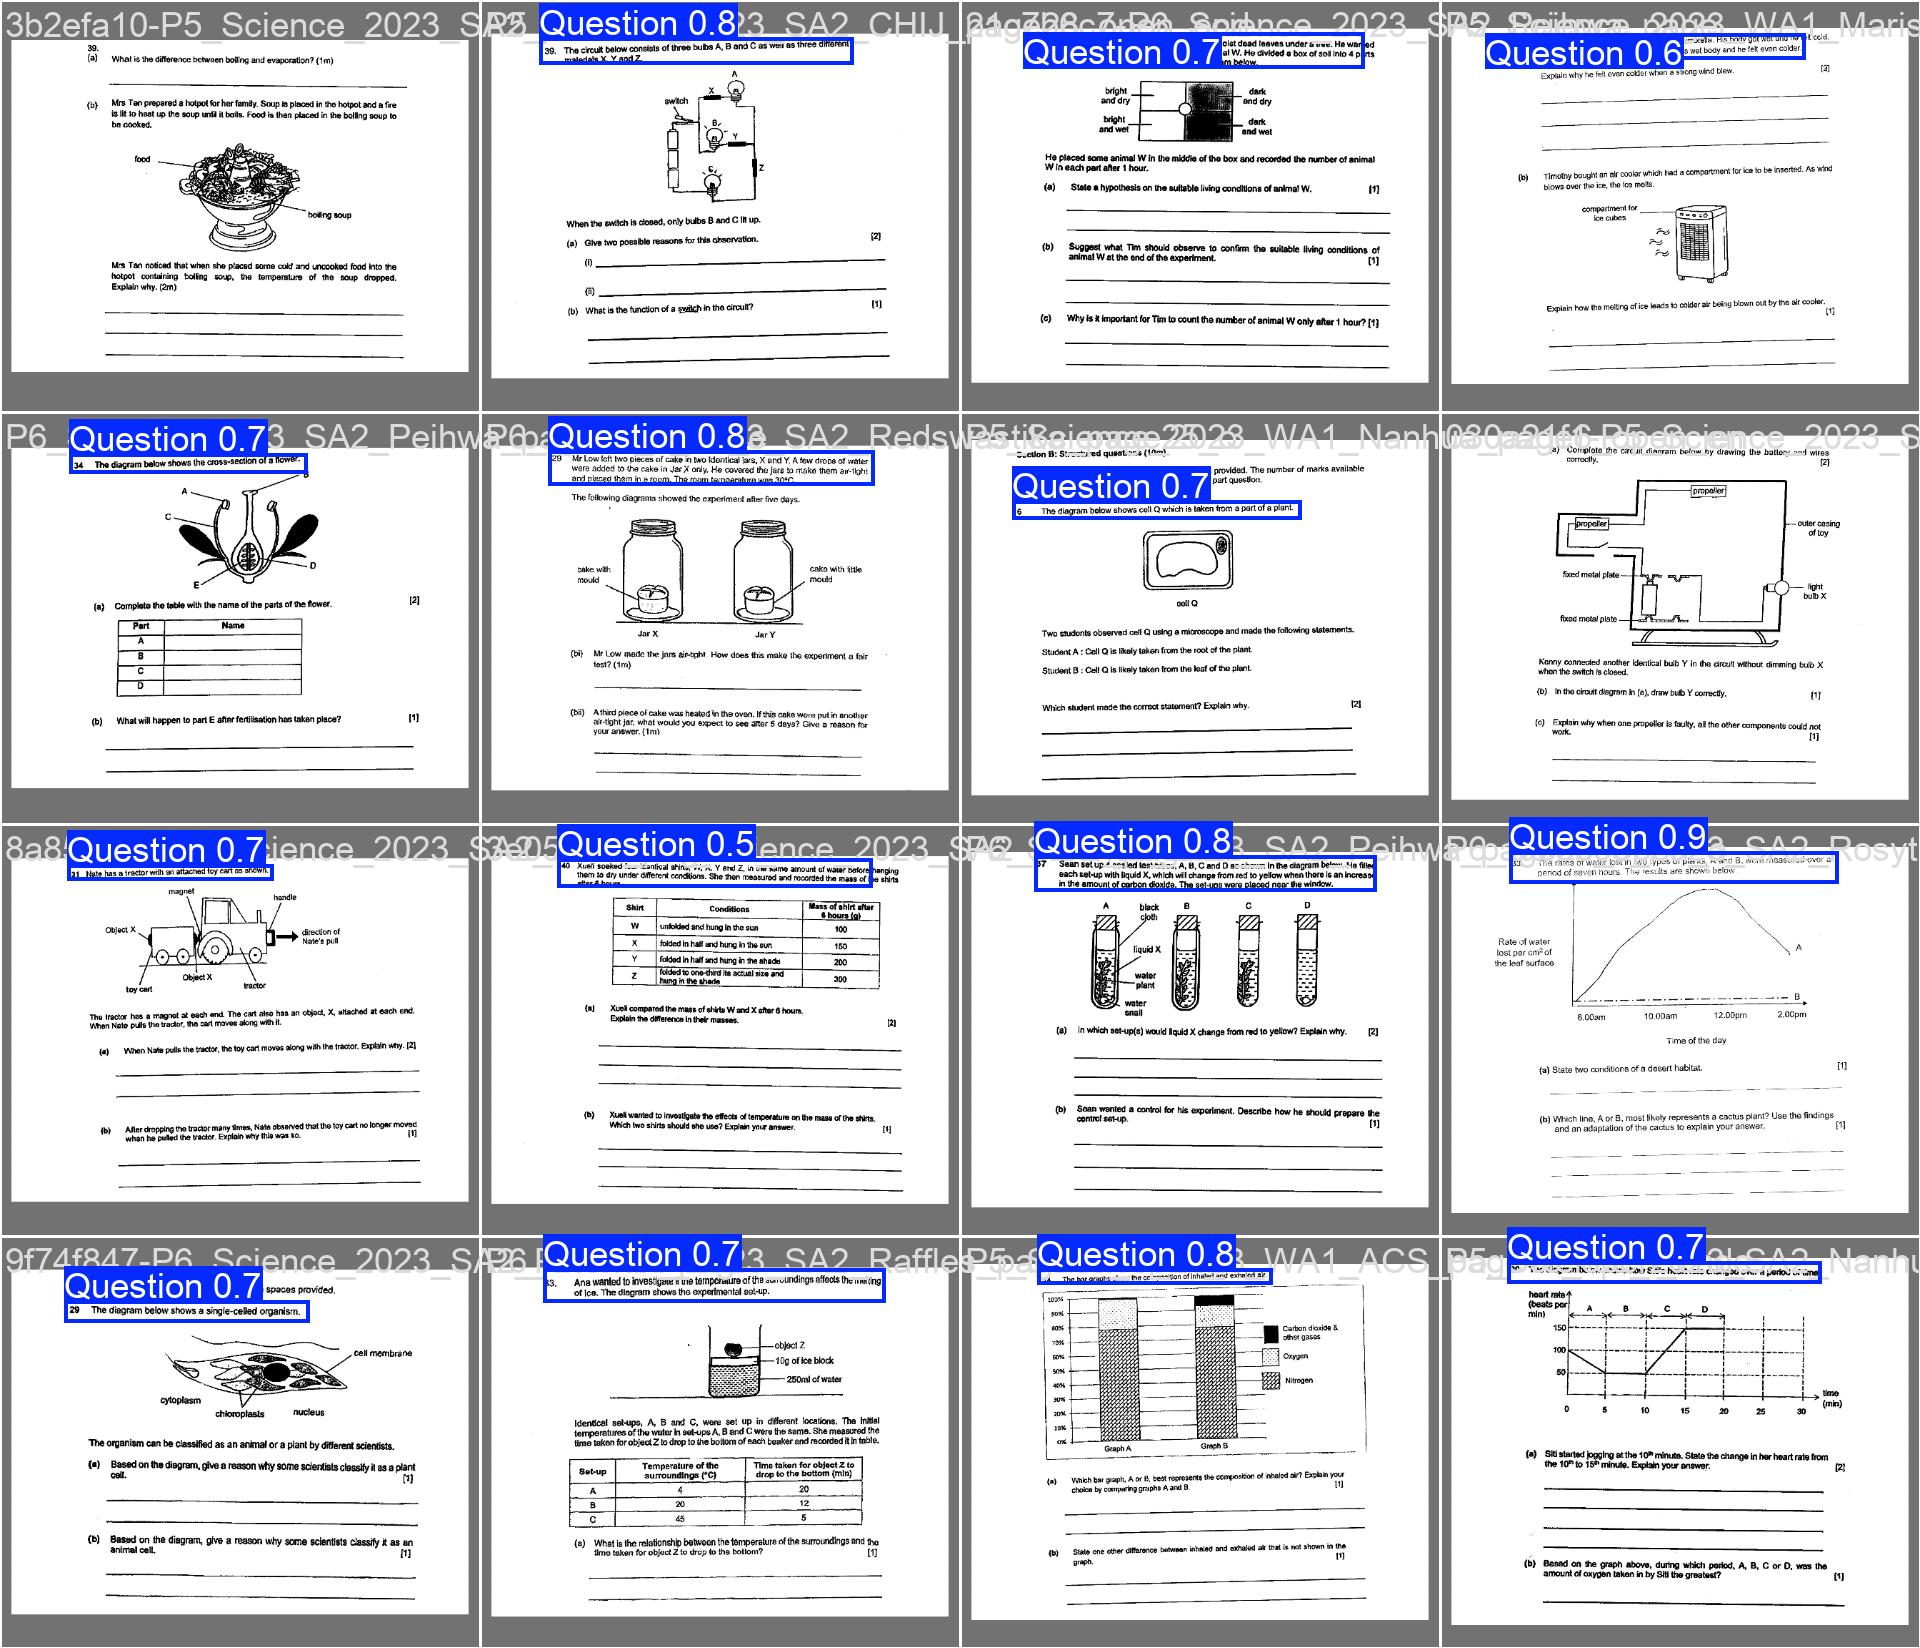 3b2efa10-P5_Science_2023_SA2
39.
(a) What is the difference between boiling and evaporation? (1m)
(b) Mrs Tan prepared a hotpot for her family. Soup is placed in the hotpot and a fire
is lit to heat up the soup until it boils. Food is then placed in the boiling soup to
be cooked.
food
boiling soup
Mrs Tan noticed that when she placed some cold and uncooked food into the
hotpot containing boiling soup, the temperature of the soup dropped.
Explain why. (2m)
Question 0.8
39. The circuit below consists of three bulbs A, B and C as well as three different
materials X, Y and Z.
A
X
switch
B
Y
Z
C
When the switch is closed, only bulbs B and C lit up.
(a) Give two possible reasons for this observation. [2]
(i)
(ii)
(b) What is the function of a switch in the circuit? [1]
Question 0.7
bright
and dry
dark
and dry
bright
and wet
dark
and wet
He placed some animal W in the middle of the box and recorded the number of animal
W in each part after 1 hour.
(a) State a hypothesis on the suitable living conditions of animal W. [1]
(b) Suggest what Tim should observe to confirm the suitable living conditions of
animal W at the end of the experiment. [1]
(c) Why is it important for Tim to count the number of animal W only after 1 hour? [1]
Question 0.6
s wet body and he felt even colder.
Explain why he felt even colder when a strong wind blew. [3]
(b) Timothy bought an air cooler which had a compartment for ice to be inserted. As wind
blows over the ice, the ice melts.
compartment for
ice cubes
Explain how the melting of ice leads to colder air being blown out by the air cooler.
[1]
Question 0.7
34 The diagram below shows the cross-section of a flower.
A
C
D
E
(a) Complete the table with the name of the parts of the flower. [2]
Part Name
A
B
C
D
(b) What will happen to part E after fertilisation has taken place? [1]
Question 0.8
29 Mr Low left two pieces of cake in two identical jars, X and Y. A few drops of water
were added to the cake in Jar X only. He covered the jars to make them air-tight
and placed them in a room. The room temperature was 30°C.
The following diagrams showed the experiment after five days.
cake with
mould
cake with little
mould
Jar X
Jar Y
(bi) Mr Low made the jars air-tight. How does this make the experiment a fair
test? (1m)
(bii) A third piece of cake was heated in the oven. If this cake were put in another
air-tight jar, what would you expect to see after 5 days? Give a reason for
your answer. (1m)
Section B: Structured questions (10m)
provided. The number of marks available
part question.
Question 0.7
6 The diagram below shows cell Q which is taken from a part of a plant.
cell Q
Two students observed cell Q using a microscope and made the following statements.
Student A : Cell Q is likely taken from the root of the plant.
Student B : Cell Q is likely taken from the leaf of the plant.
Which student made the correct statement? Explain why. [2]
a) Complete the circuit diagram below by drawing the battery and wires
correctly. [2]
propeller
propeller
outer casing
of toy
fixed metal plate
light
bulb X
fixed metal plate
Kenny connected another identical bulb Y in the circuit without dimming bulb X
when the switch is closed.
(b) In the circuit diagram in (a), draw bulb Y correctly. [1]
(c) Explain why when one propeller is faulty, all the other components could not
work. [1]
Question 0.7
31 Nate has a tractor with an attached toy cart as shown.
magnet
handle
Object X
direction of
Nate's pull
Object X
toy cart
tractor
The tractor has a magnet at each end. The cart also has an object, X, attached at each end.
When Nate pulls the tractor, the cart moves along with it.
(a) When Nate pulls the tractor, the toy cart moves along with the tractor. Explain why. [2]
(b) After dropping the tractor many times, Nate observed that the toy cart no longer moved
when he pulled the tractor. Explain why this was so. [1]
Question 0.5
40 Xueli soaked four identical shirts, W, X, Y and Z, in the same amount of water before hanging
them to dry under different conditions. She then measured and recorded the mass of the shirts
after 6 hours.
Shirt Conditions Mass of shirt after 6 hours (g)
W unfolded and hung in the sun 100
X folded in half and hung in the sun 150
Y folded in half and hung in the shade 200
Z folded to one-third its actual size and hung in the shade 300
(a) Xueli compared the mass of shirts W and X after 6 hours.
Explain the difference in their masses. [2]
(b) Xueli wanted to investigate the effects of temperature on the mass of the shirts.
Which two shirts should she use? Explain your answer. [1]
Question 0.8
37 Sean set up 4 sealed test tubes, A, B, C and D as shown in the diagram below. He filled
each set-up with liquid X, which will change from red to yellow when there is an increase
in the amount of carbon dioxide. The set-ups were placed near the window.
A black cloth B C D
liquid X
water
plant
water
snail
(a) In which set-up(s) would liquid X change from red to yellow? Explain why. [2]
(b) Sean wanted a control for his experiment. Describe how he should prepare the
control set-up. [1]
Question 0.9
The rates of water lost in two types of plants, A and B, were measured over a
period of seven hours. The results are shown below.
Rate of water
lost per cm² of
the leaf surface
A
B
8.00am 10.00am 12.00pm 2.00pm
Time of the day
(a) State two conditions of a desert habitat. [1]
(b) Which line, A or B, most likely represents a cactus plant? Use the findings
and an adaptation of the cactus to explain your answer. [1]
9f74f847-P6_Science_2023_SA2
Question 0.7
spaces provided.
29 The diagram below shows a single-celled organism.
cell membrane
cytoplasm
chloroplasts
nucleus
The organism can be classified as an animal or a plant by different scientists.
(a) Based on the diagram, give a reason why some scientists classify it as a plant
cell. [1]
(b) Based on the diagram, give a reason why some scientists classify it as an
animal cell. [1]
Question 0.7
33. Ana wanted to investigate if the temperature of the surroundings affects the melting
of ice. The diagram shows the experimental set-up.
object Z
10g of ice block
250ml of water
Identical set-ups, A, B and C, were set up in different locations. The initial
temperatures of the water in set-ups A, B and C were the same. She measured the
time taken for object Z to drop to the bottom of each beaker and recorded it in table.
Set-up Temperature of the surroundings (°C) Time taken for object Z to drop to the bottom (min)
A 4 20
B 20 12
C 45 5
(a) What is the relationship between the temperature of the surroundings and the
time taken for object Z to drop to the bottom? [1]
Question 0.8
The bar graphs show the composition of inhaled and exhaled air
100%
90%
80%
70%
60%
50%
40%
30%
20%
10%
0%
Graph A
Graph B
Carbon dioxide &
other gases
Oxygen
Nitrogen
(a) Which bar graph, A or B, best represents the composition of inhaled air? Explain your
choice by comparing graphs A and B. [1]
(b) State one other difference between inhaled and exhaled air that is not shown in the
graph. [1]
Question 0.7
heart rate
(beats per
min)
A B C D
150
100
50
0 5 10 15 20 25 30
time
(min)
(a) Siti started jogging at the 10th minute. State the change in her heart rate from
the 10th to 15th minute. Explain your answer. [2]
(b) Based on the graph above, during which period, A, B, C or D, was the
amount of oxygen taken in by Siti the greatest? [1]